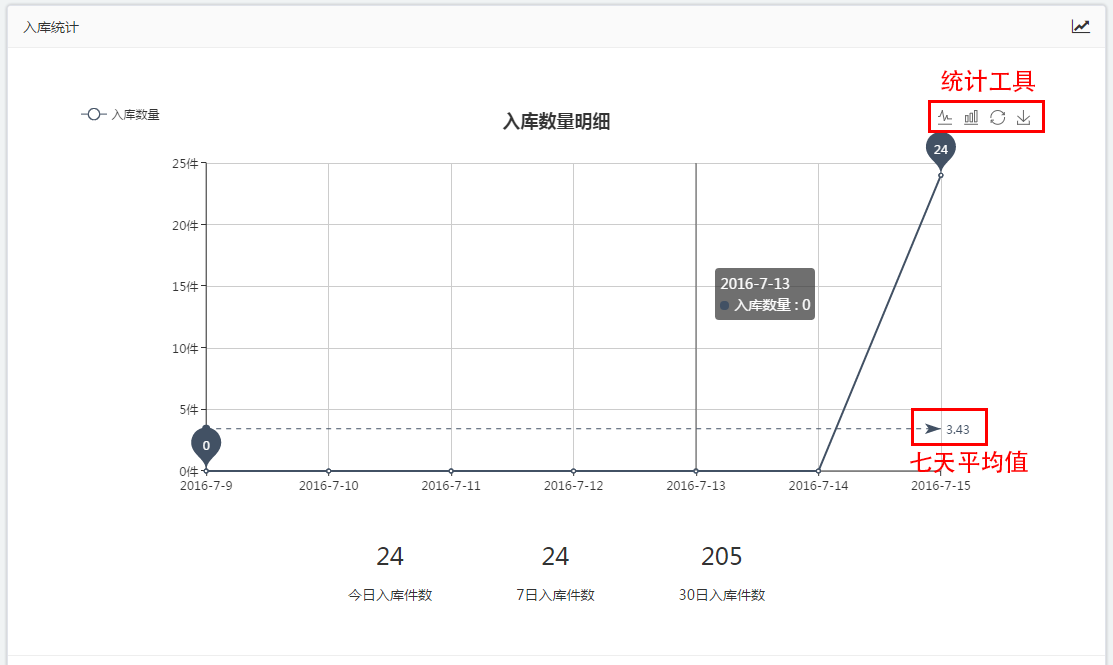 入库统计
统计工具
入库数量
入库数量明细
24
25件
20件
15件
10件
5件
0件
2016-7-13
入库数量 : 0
3.43
七天平均值
0
2016-7-9
2016-7-10
2016-7-11
2016-7-12
2016-7-13
2016-7-14
2016-7-15
24
24
205
今日入库件数
7日入库件数
30日入库件数